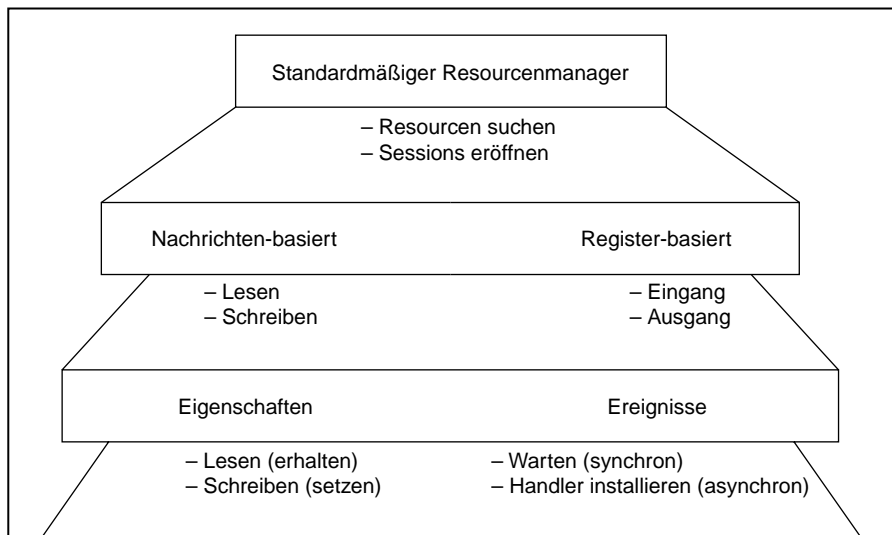 Standardmäßiger Resourcenmanager
– Resourcen suchen
– Sessions eröffnen
Nachrichten-basiert
Register-basiert
– Lesen
– Schreiben
– Eingang
– Ausgang
Eigenschaften
Ereignisse
– Lesen (erhalten)
– Schreiben (setzen)
– Warten (synchron)
– Handler installieren (asynchron)